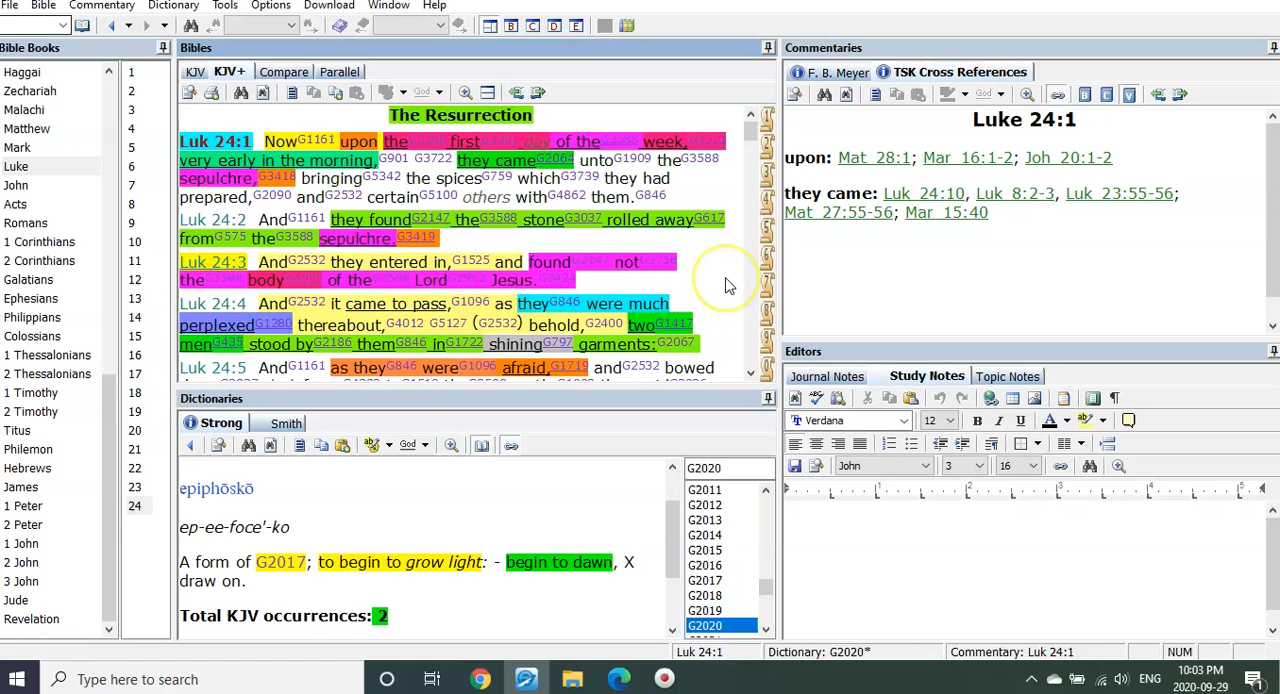 File Bible Commentary Dictionary Tools Options Download Window Help
Bible Books
Haggai
Zechariah
Malachi
Matthew
Mark
Luke
John
Acts
Romans
1 Corinthians
2 Corinthians
Galatians
Ephesians
Philippians
Colossians
1 Thessalonians
2 Thessalonians
1 Timothy
2 Timothy
Titus
Philemon
Hebrews
James
1 Peter
2 Peter
1 John
2 John
3 John
Jude
Revelation
1
2
3
4
5
6
7
8
9
10
11
12
13
14
15
16
17
18
19
20
21
22
23
24
Bibles
KJV KJV+ Compare Parallel
The Resurrection
Luk 24:1 Now G1161 upon the first day of the week,
very early in the morning, G901 G3722 they came G2064 unto G1909 the G3588
sepulchre, G3418 bringing G5342 the spices G759 which G3739 they had
prepared, G2090 and G2532 certain G5100 others with G4862 them. G846
Luk 24:2 And G1161 they found G2147 the G3588 stone G3037 rolled away G617
from G575 the G3588 sepulchre. G3419
Luk 24:3 And G2532 they entered in, G1525 and found G2147 not G3756
the G3588 body of the G3588 Lord G2962 Jesus. G2424
Luk 24:4 And G2532 it came to pass, G1096 as they G846 were much
perplexed G1280 thereabout, G4012 G5127 (G2532) behold, G2400 two G1417
men G435 stood by G2186 them G846 in G1722 shining G797 garments: G2067
Luk 24:5 And G1161 as they G846 were G1096 afraid, G1719 and G2532 bowed
Dictionaries
Strong Smith
God
epiphōskō
ep-ee-foce'-ko
A form of G2017; to begin to grow light: - begin to dawn, X
draw on.
Total KJV occurrences: 2
G2020
G2011
G2012
G2013
G2014
G2015
G2016
G2017
G2018
G2019
G2020
Commentaries
F. B. Meyer TSK Cross References
God
Luke 24:1
upon: Mat 28:1; Mar 16:1-2; Joh 20:1-2
they came: Luk 24:10, Luk 8:2-3, Luk 23:55-56;
Mat 27:55-56; Mar 15:40
Editors
Journal Notes Study Notes Topic Notes
Verdana 12 B I U A
John 3 16
1 2 3 4 5
Luk 24:1 Dictionary: G2020* Commentary: Luk 24:1 NUM
Type here to search
ENG
10:03 PM
2020-09-29